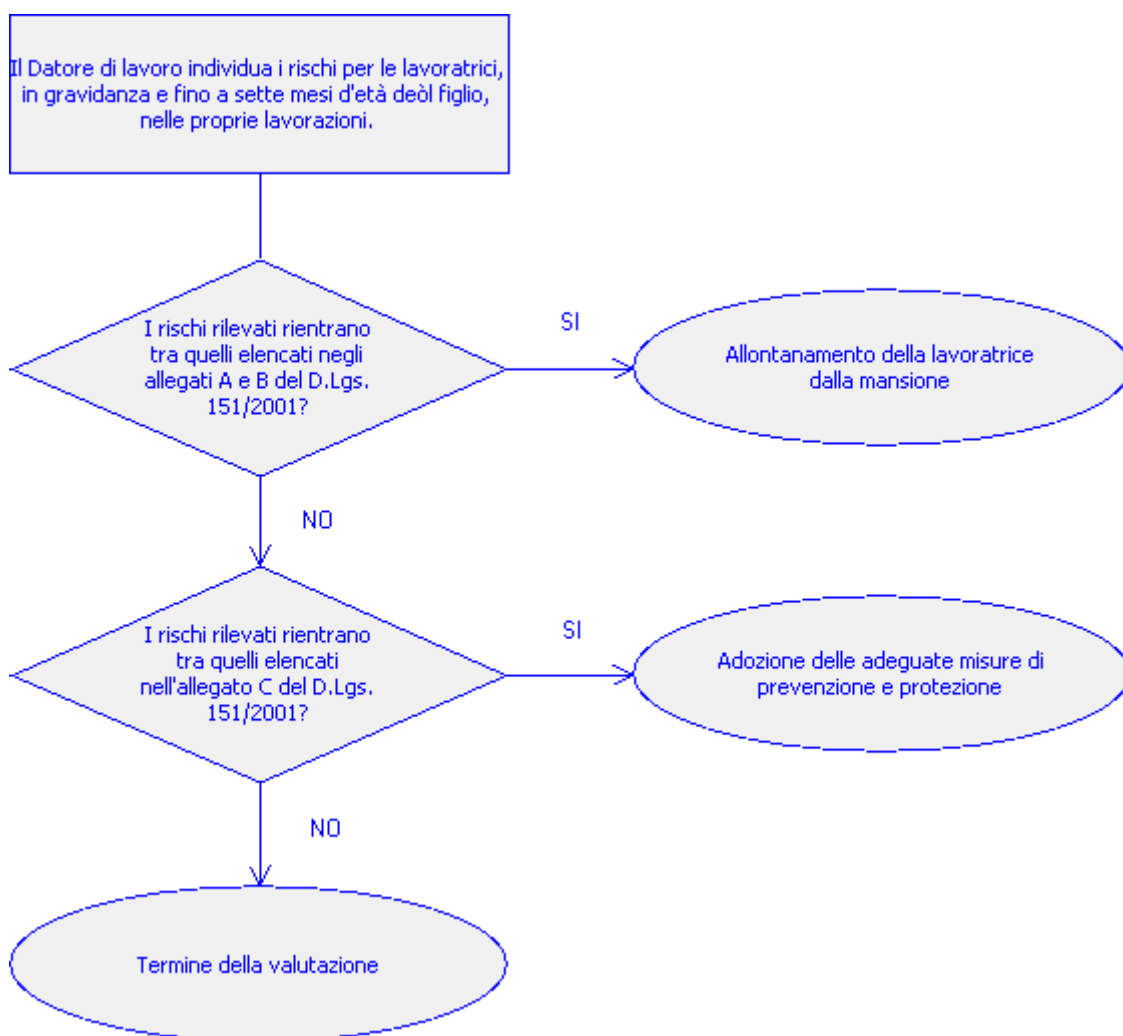 Il Datore di lavoro individua i rischi per le lavoratrici,
in gravidanza e fino a sette mesi d'età deòl figlio,
nelle proprie lavorazioni.
I rischi rilevati rientrano
tra quelli elencati negli
allegati A e B del D.Lgs.
151/2001?
SI
Allontanamento della lavoratrice
dalla mansione
NO
I rischi rilevati rientrano
tra quelli elencati
nell'allegato C del D.Lgs.
151/2001?
SI
Adozione delle adeguate misure di
prevenzione e protezione
NO
Termine della valutazione